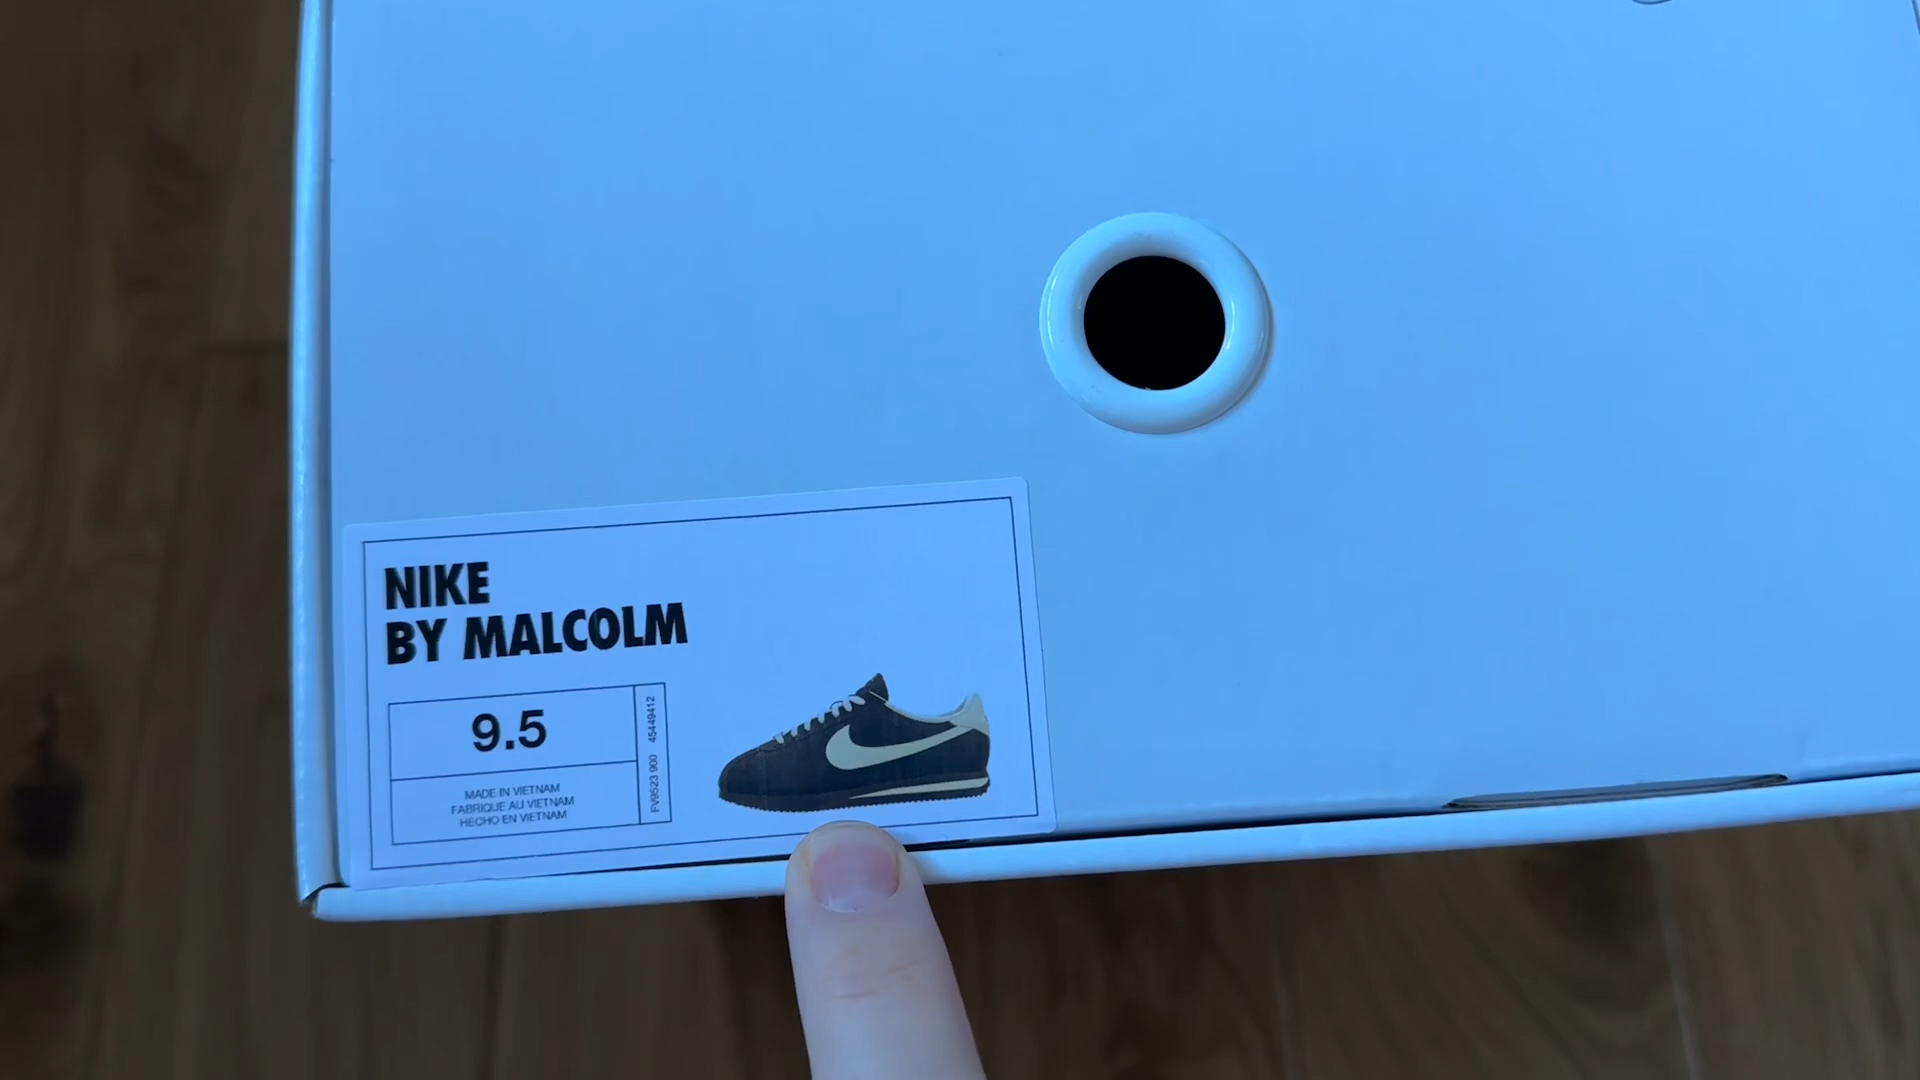 NIKE
BY MALCOLM
9.5
MADE IN VIETNAM
FABRIQUE AU VIETNAM
HECHO EN VIETNAM
FV9523 900 45449412